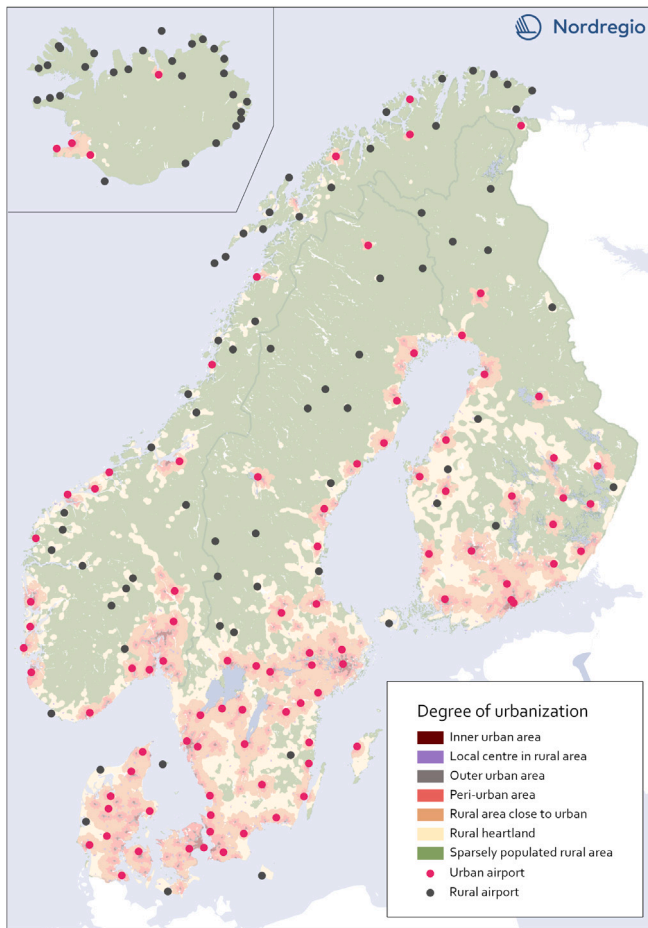 Nordregio
Degree of urbanization
Inner urban area
Local centre in rural area
Outer urban area
Peri-urban area
Rural area close to urban
Rural heartland
Sparsely populated rural area
Urban airport
Rural airport